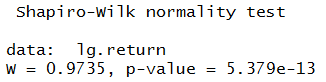 Shapiro-Wilk normality test
data: lg.return
W = 0.9735, p-value = 5.379e-13